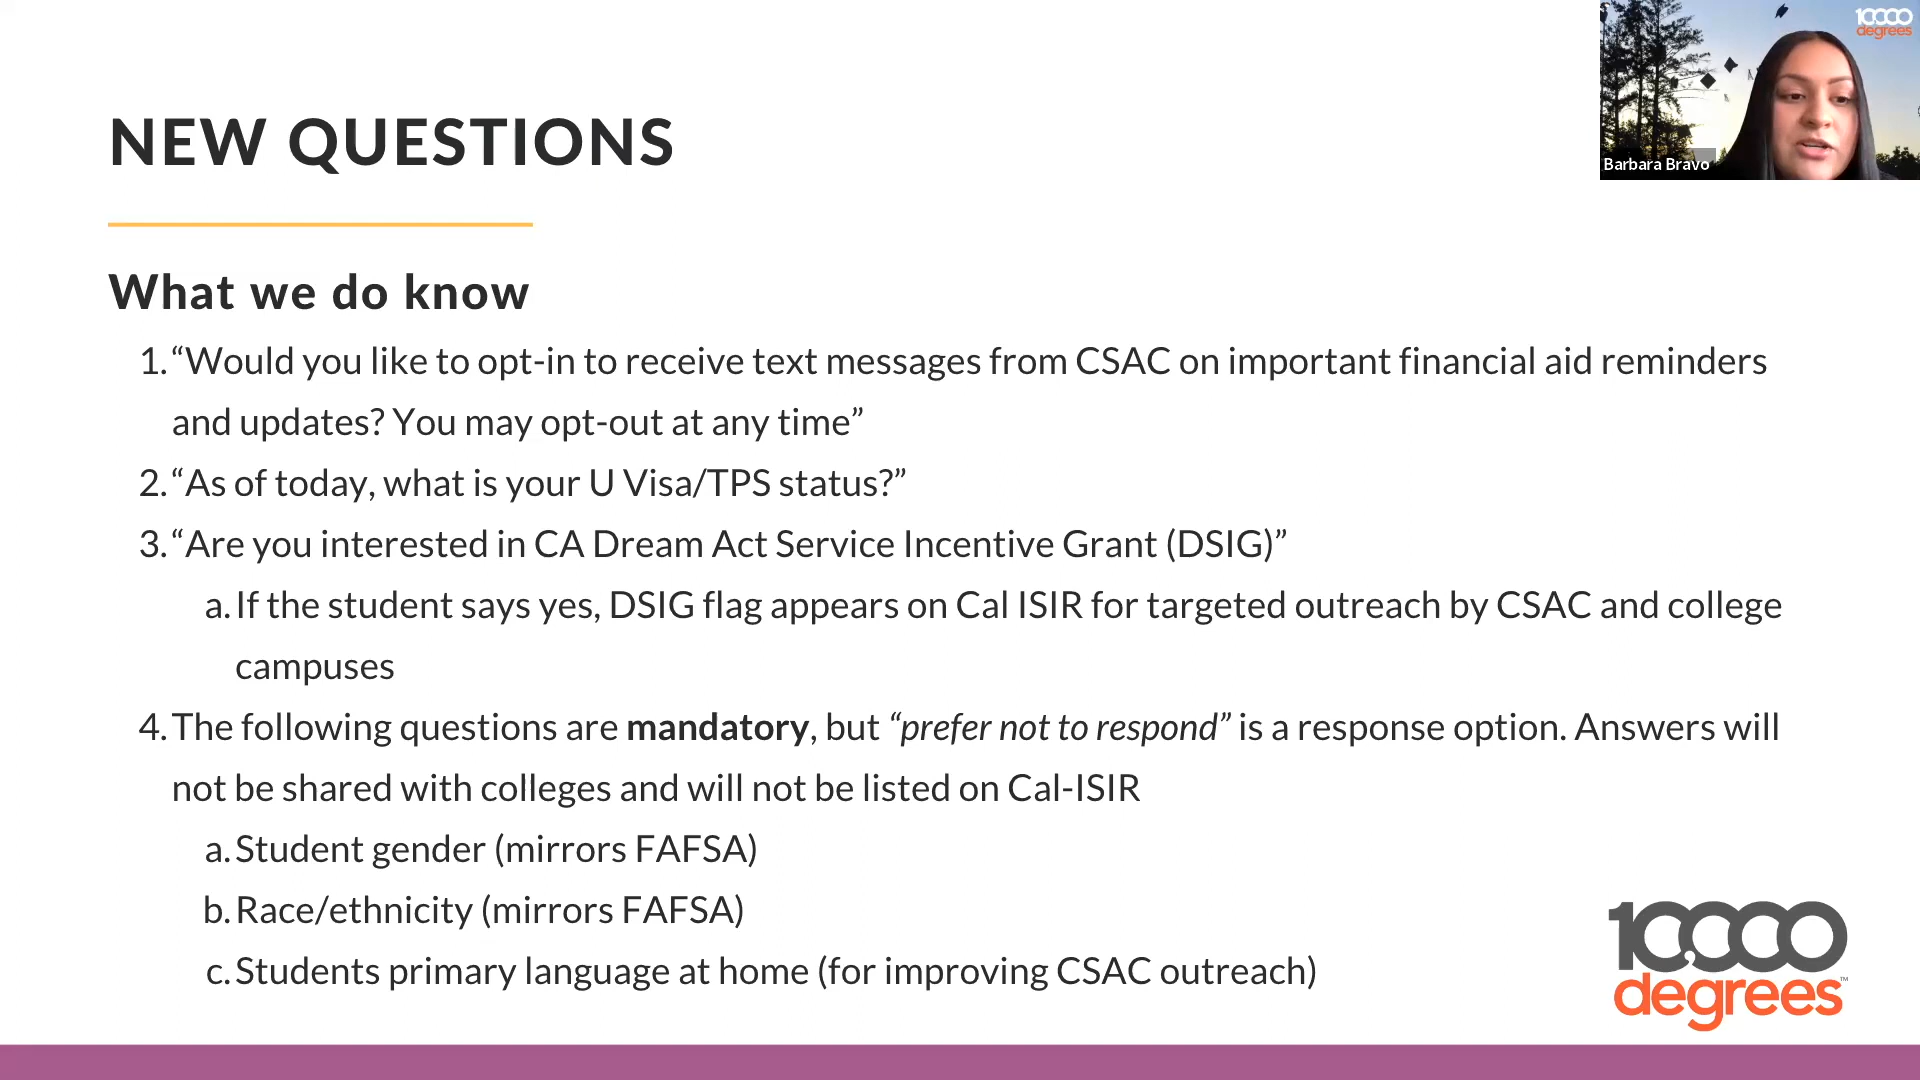 10,000
degrees
Barbara Bravo
NEW QUESTIONS
What we do know
1. “Would you like to opt-in to receive text messages from CSAC on important financial aid reminders
and updates? You may opt-out at any time”
2. “As of today, what is your U Visa/TPS status?”
3. “Are you interested in CA Dream Act Service Incentive Grant (DSIG)”
a. If the student says yes, DSIG flag appears on Cal ISIR for targeted outreach by CSAC and college
campuses
4. The following questions are mandatory, but “prefer not to respond” is a response option. Answers will
not be shared with colleges and will not be listed on Cal-ISIR
a. Student gender (mirrors FAFSA)
b. Race/ethnicity (mirrors FAFSA)
c. Students primary language at home (for improving CSAC outreach)
10,000
degrees™